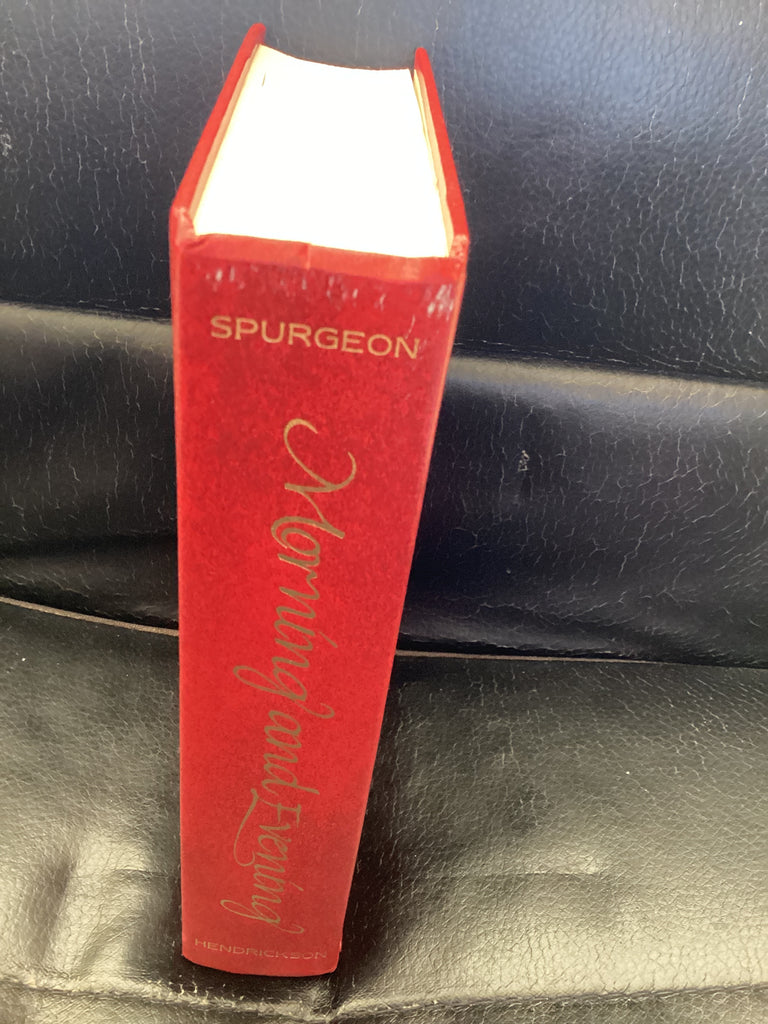 SPURGEON
Morning and Evening
HENDRICKSON